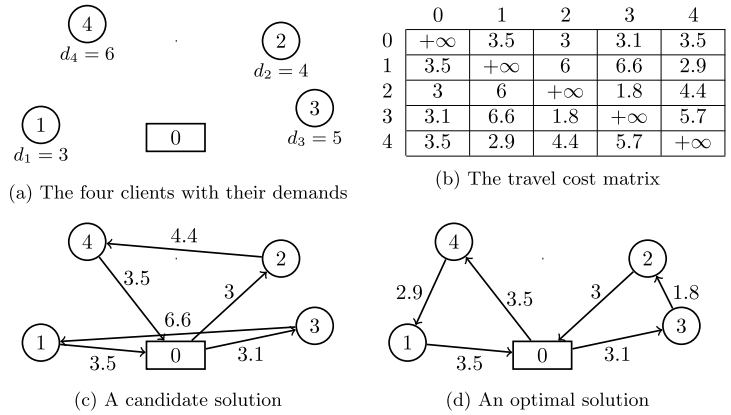 4
d₄ = 6
2
d₂ = 4
1
d₁ = 3
3
d₃ = 5
0
(a) The four clients with their demands
0 1 2 3 4
0 +∞ 3.5 3 3.1 3.5
1 3.5 +∞ 6 6.6 2.9
2 3 6 +∞ 1.8 4.4
3 3.1 6.6 1.8 +∞ 5.7
4 3.5 2.9 4.4 5.7 +∞
(b) The travel cost matrix
4
4.4
2
3.5
3
6.6
3
1
0
3.5
3.1
(c) A candidate solution
4
2
2.9
3.5
3
1.8
3
1
0
3.5
3.1
(d) An optimal solution